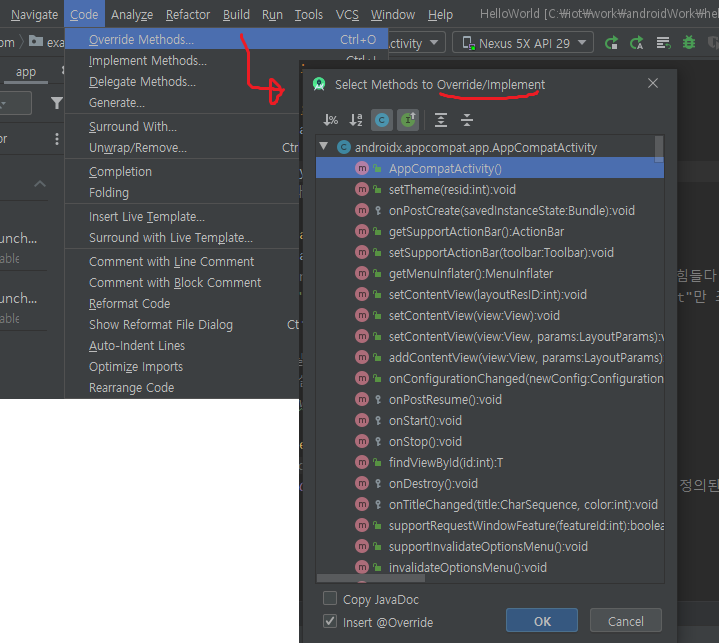 Navigate Code Analyze Refactor Build Run Tools VCS Window Help HelloWorld [C:₩iot₩work₩androidWork₩he
om exa ctivity Nexus 5X API 29
app
or
unch...
able
unch...
able
Override Methods... Ctrl+O
Implement Methods... Ctrl+I
Delegate Methods...
Generate...
Surround With...
Unwrap/Remove... Ctr
Completion
Folding
Insert Live Template...
Surround with Live Template...
Comment with Line Comment
Comment with Block Comment
Reformat Code
Show Reformat File Dialog Ct
Auto-Indent Lines
Optimize Imports
Rearrange Code
Select Methods to Override/Implement
androidx.appcompat.app.AppCompatActivity
AppCompatActivity()
setTheme(resid:int):void
onPostCreate(savedInstanceState:Bundle):void
getSupportActionBar():ActionBar
setSupportActionBar(toolbar:Toolbar):void
getMenuInflater():MenuInflater
setContentView(layoutResID:int):void
setContentView(view:View):void
setContentView(view:View, params:LayoutParams):v
addContentView(view:View, params:LayoutParams)
onConfigurationChanged(newConfig:Configuration
onPostResume():void
onStart():void
onStop():void
findViewById(id:int):T
onDestroy():void
onTitleChanged(title:CharSequence, color:int):void
supportRequestWindowFeature(featureId:int):boolea
supportInvalidateOptionsMenu():void
invalidateOptionsMenu():void
Copy JavaDoc
Insert @Override
OK Cancel
힘들다
t"만
정의된